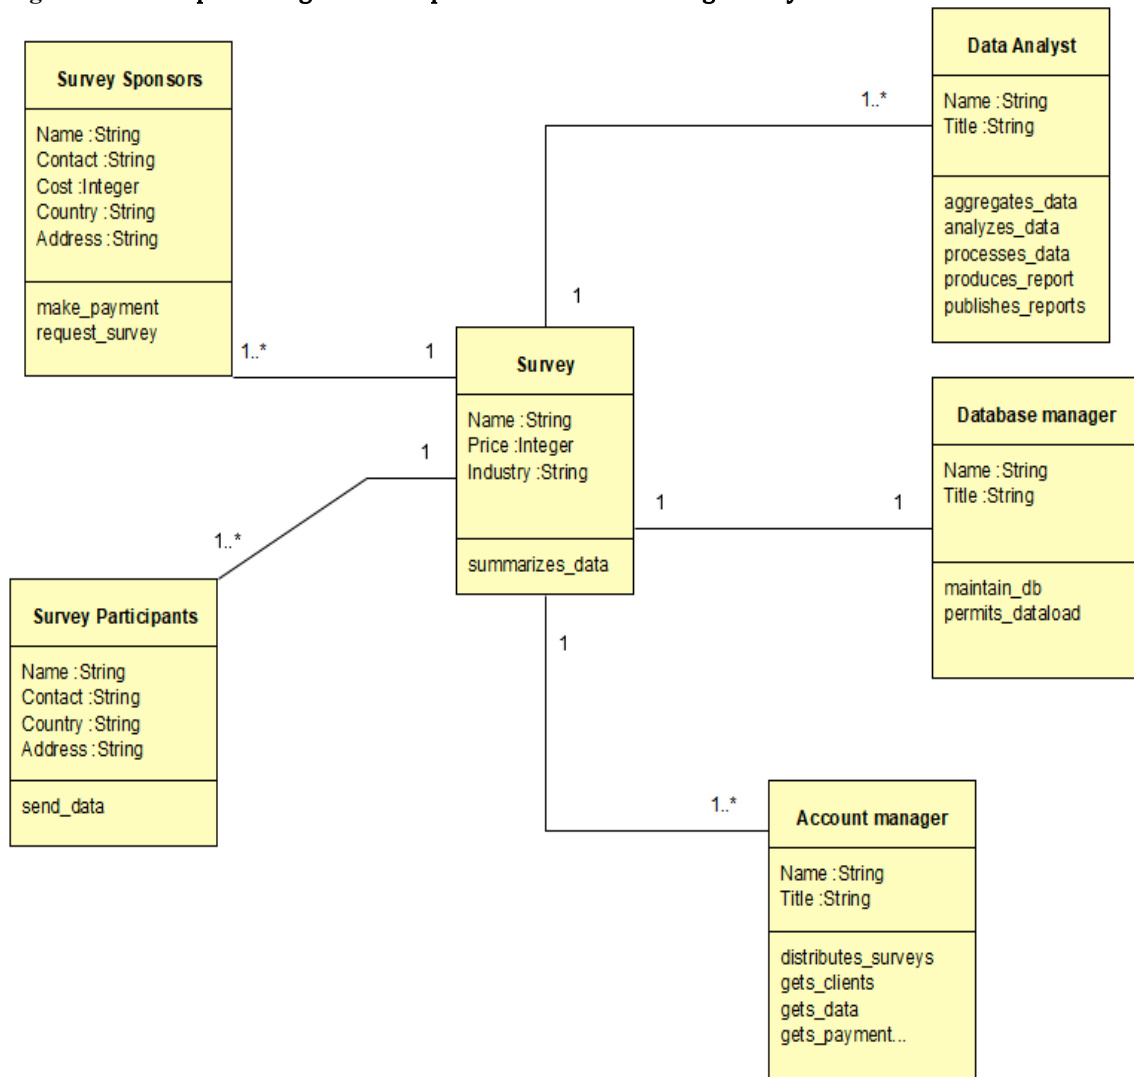 Survey Sponsors
Name :String
Contact :String
Cost :Integer
Country :String
Address :String
make_payment
request_survey
1..*
1
Data Analyst
Name :String
Title :String
aggregates_data
analyzes_data
processes_data
produces_report
publishes_reports
1..*
1
Survey
Name :String
Price :Integer
Industry :String
summarizes_data
1
1..*
1
1
Database manager
Name :String
Title :String
maintain_db
permits_dataload
Survey Participants
Name :String
Contact :String
Country :String
Address :String
send_data
1
1..*
Account manager
Name :String
Title :String
distributes_surveys
gets_clients
gets_data
gets_payment...